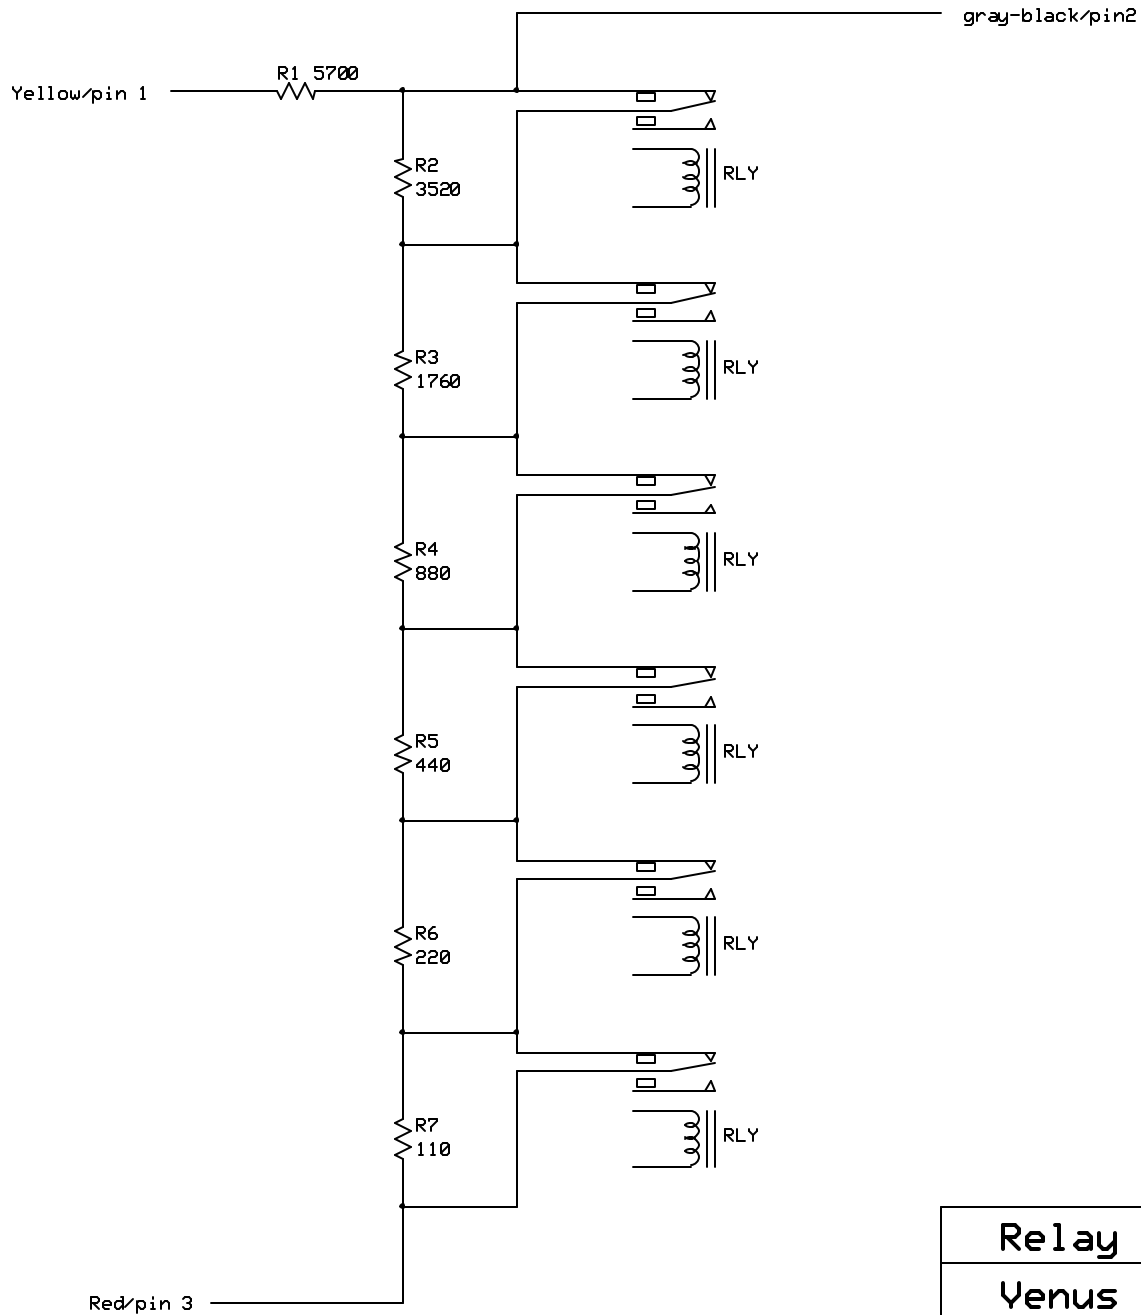 gray-black/pin2
R1 5700
Yellow/pin 1
R2
3520
RLY
R3
1760
RLY
R4
880
RLY
R5
440
RLY
R6
220
RLY
R7
110
RLY
Relay
Red/pin 3
Venus